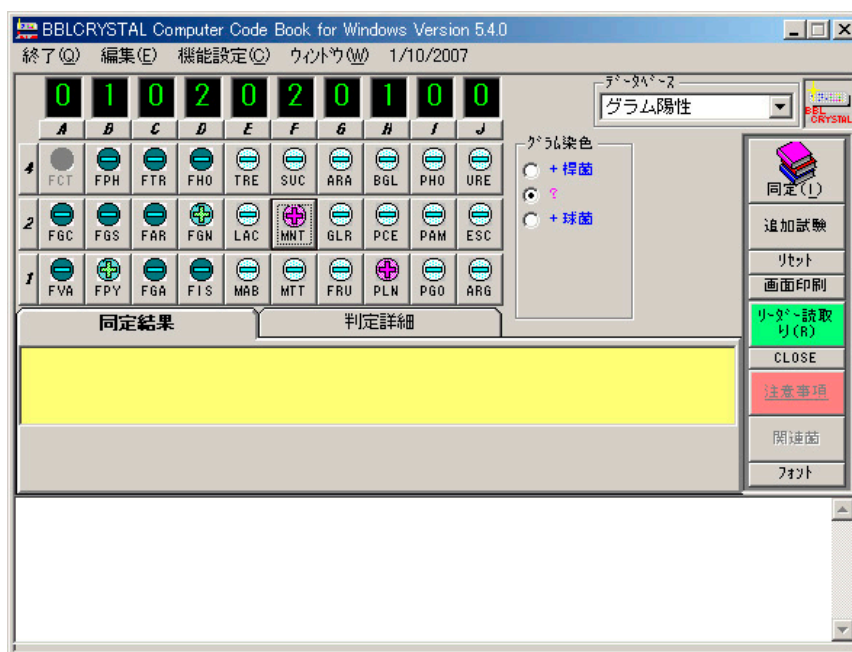 BBLCRYSTAL Computer Code Book for Windows Version 5.4.0
終了(Q) 編集(E) 機能設定(C) ウィンドウ(W) 1/10/2007
0 1 0 2 0 2 0 1 0 0
A B C D E F G H I J
4 FCT FPH FTR FHO TRE SUC ARA BGL PHO URE
2 FGC FGS FAR FGN LAC MNT GLR PCE PAM ESC
1 FVA FPY FGA FIS MAB MTT FRU PLN PGO ARG
データベース
グラム陽性
BBL
CRYSTAL
グラム染色
+ 桿菌
?
+ 球菌
同定(I)
追加試験
リセット
画面印刷
リーダー読取
り(R)
CLOSE
注意事項
関連菌
フォント
同定結果
判定詳細